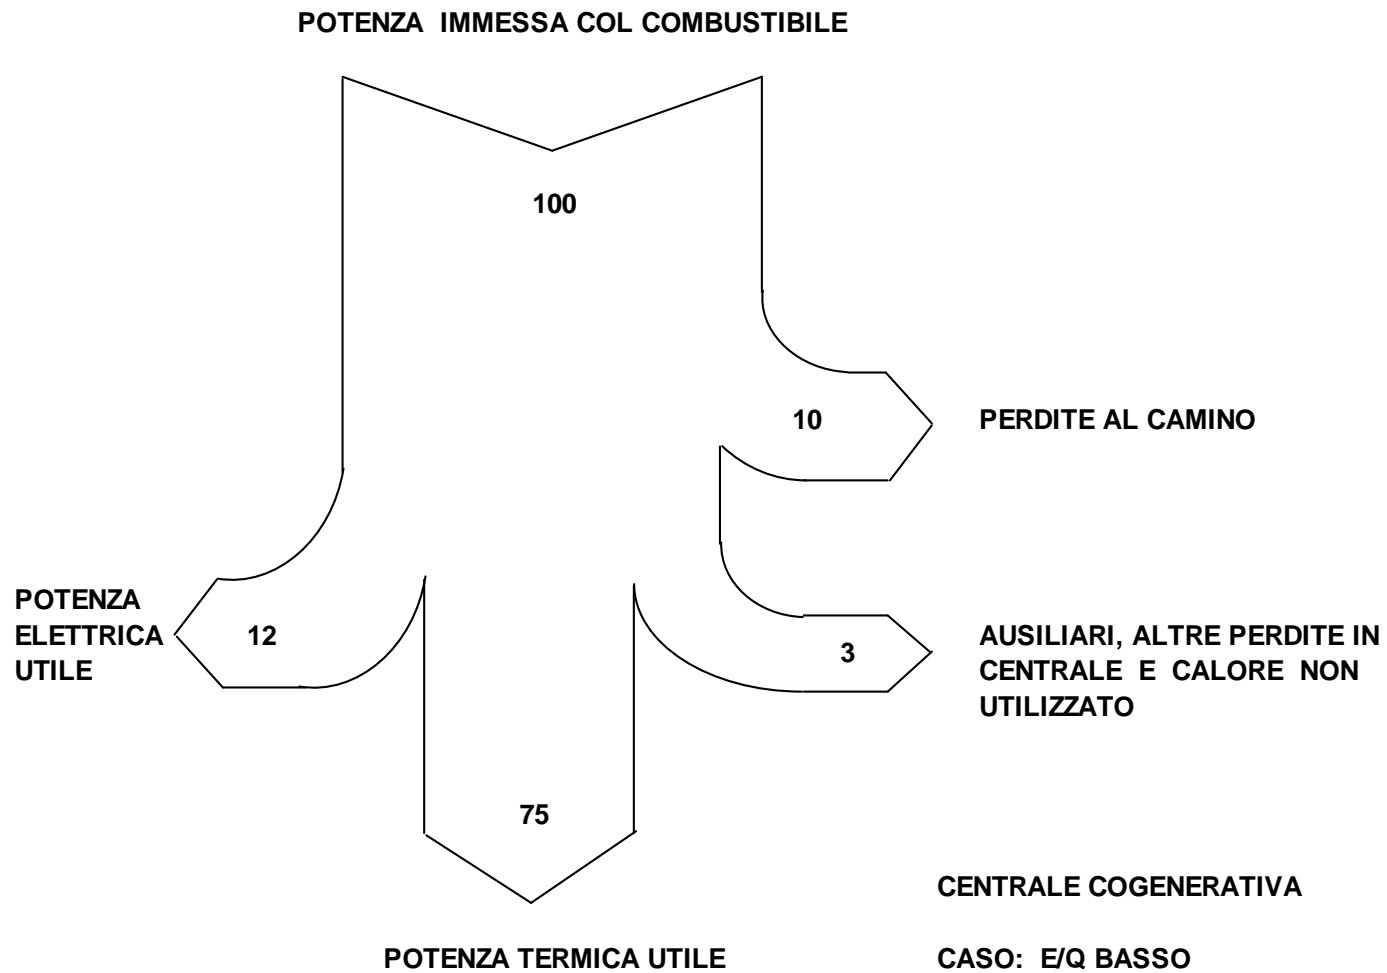 POTENZA IMMESSA COL COMBUSTIBILE
100
10
PERDITE AL CAMINO
POTENZA
ELETTRICA
UTILE
12
3
AUSILIARI, ALTRE PERDITE IN
CENTRALE E CALORE NON
UTILIZZATO
75
CENTRALE COGENERATIVA
POTENZA TERMICA UTILE
CASO: E/Q BASSO